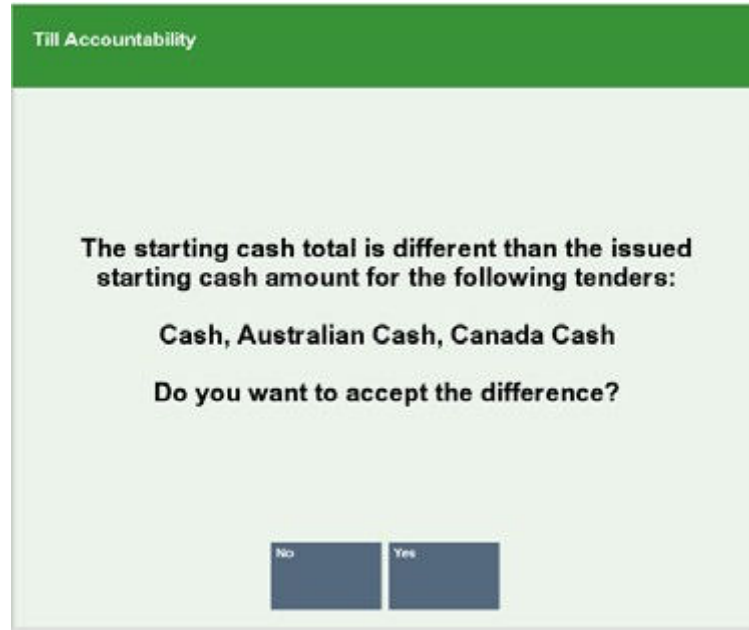 Till Accountability
The starting cash total is different than the issued
starting cash amount for the following tenders:
Cash, Australian Cash, Canada Cash
Do you want to accept the difference?
No
Yes